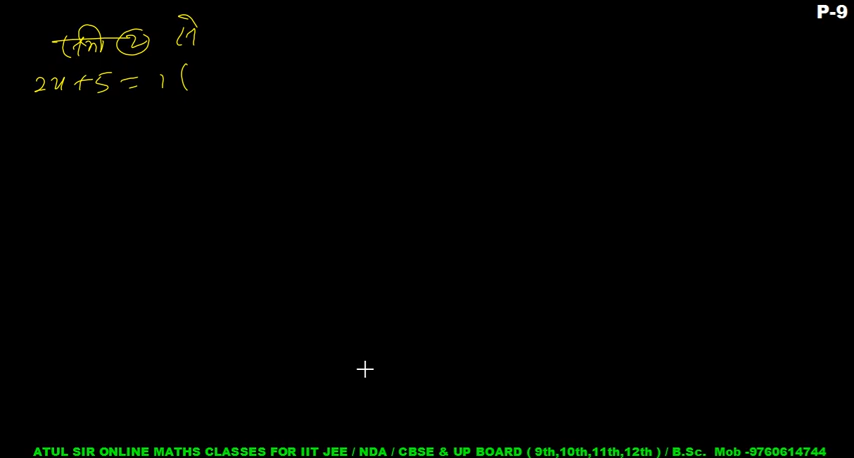 P-9
② से
2x + 5 = 1 (
ATUL SIR ONLINE MATHS CLASSES FOR IIT JEE / NDA / CBSE & UP BOARD ( 9th,10th,11th,12th ) / B.Sc. Mob -9760614744